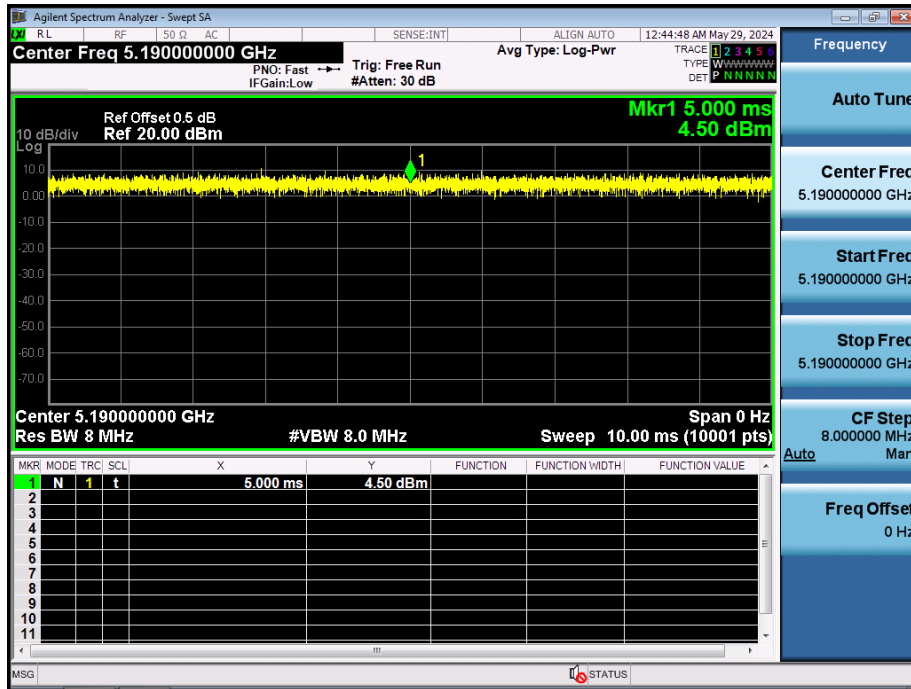 Agilent Spectrum Analyzer - Swept SA
LXI RL RF 50 Ω AC SENSE:INT ALIGN AUTO 12:44:48 AM May 29, 2024
Center Freq 5.190000000 GHz
PNO: Fast
IFGain:Low
Trig: Free Run
#Atten: 30 dB
Avg Type: Log-Pwr
TRACE 1 2 3 4 5 6
TYPE WWWWWW
DET P N N N N N
Ref Offset 0.5 dB
10 dB/div Ref 20.00 dBm
Log
Mkr1 5.000 ms
4.50 dBm
1
10.0
0.00
-10.0
-20.0
-30.0
-40.0
-50.0
-60.0
-70.0
Center 5.190000000 GHz Span 0 Hz
Res BW 8 MHz #VBW 8.0 MHz Sweep 10.00 ms (10001 pts)
MKR MODE TRC SCL X Y FUNCTION FUNCTION WIDTH FUNCTION VALUE
1 N 1 t 5.000 ms 4.50 dBm
2
3
4
5
6
7
8
9
10
11
MSG STATUS
Frequency
Auto Tune
Center Freq
5.190000000 GHz
Start Freq
5.190000000 GHz
Stop Freq
5.190000000 GHz
CF Step
8.000000 MHz
Auto Man
Freq Offset
0 Hz